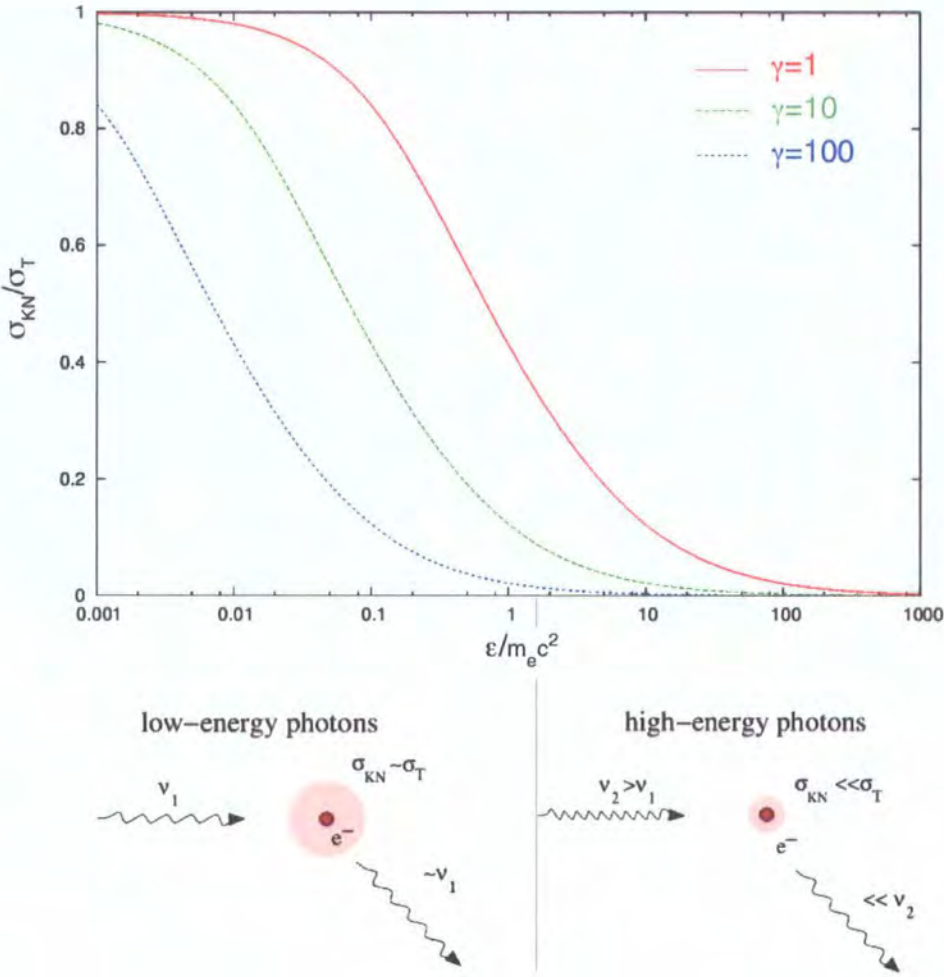 1
0.8
0.6
0.4
0.2
0
σKN/σT
γ=1
γ=10
γ=100
0.001 0.01 0.1 1 10 100 1000
ε/mec²
low–energy photons
σKN ~σT
ν1
e−
~ν1
high–energy photons
ν2>ν1
σKN <<σT
e−
<< ν2